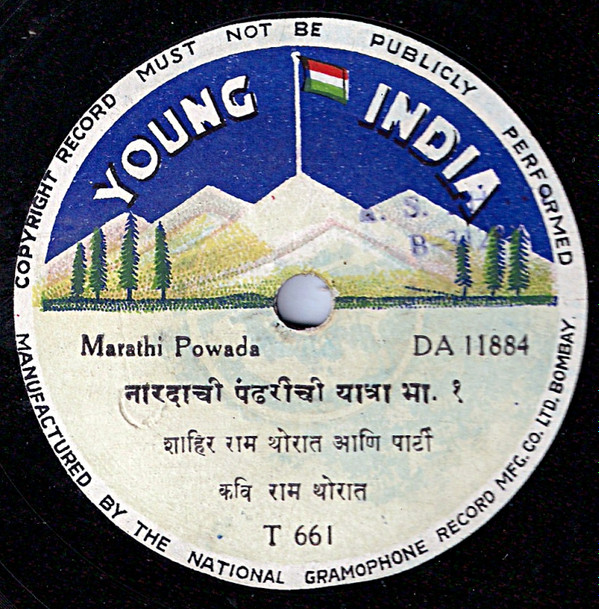 COPYRIGHT RECORD MUST NOT BE PUBLICLY PERFORMED
YOUNG INDIA
Marathi Powada
DA 11884
नारदाची पंढरीची यात्रा भा. १
शाहिर राम थोरात आणि पार्टी
कवि राम थोरात
T 661
MANUFACTURED BY THE NATIONAL GRAMOPHONE RECORD MFG. CO. LTD. BOMBAY.